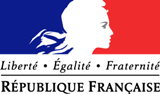 Liberté • Égalité • Fraternité
RÉPUBLIQUE FRANÇAISE